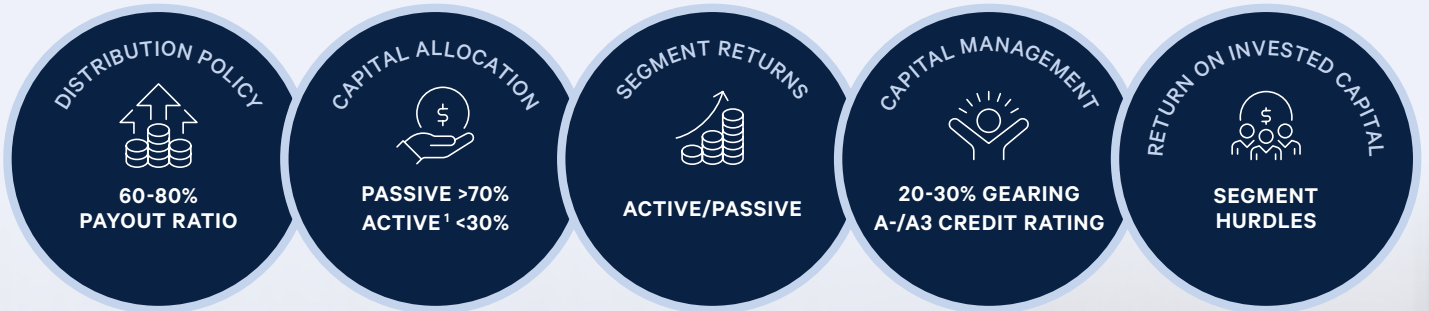 DISTRIBUTION POLICY
60-80%
PAYOUT RATIO
CAPITAL ALLOCATION
$
PASSIVE >70%
ACTIVE¹ <30%
SEGMENT RETURNS
ACTIVE/PASSIVE
CAPITAL MANAGEMENT
20-30% GEARING
A-/A3 CREDIT RATING
RETURN ON INVESTED CAPITAL
$
SEGMENT
HURDLES